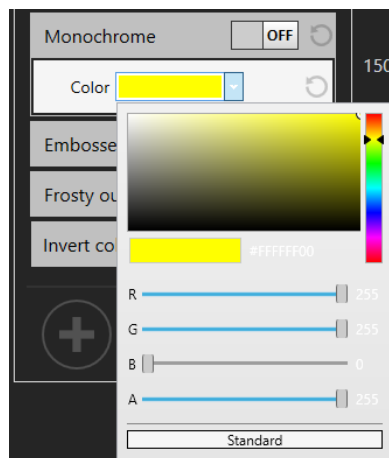 Monochrome OFF
150
Color
Embosse
#FFFFFF00
Frosty ou
Invert co
R 255
G 255
B 0
A 255
Standard